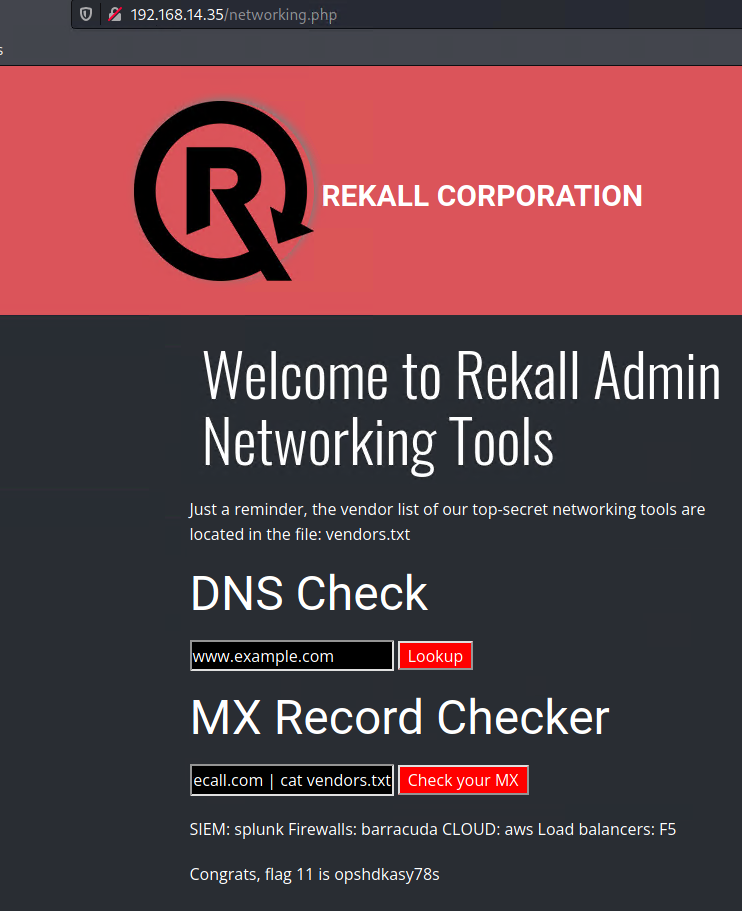 s
192.168.14.35/networking.php
R
REKALL CORPORATION
Welcome to Rekall Admin
Networking Tools
Just a reminder, the vendor list of our top-secret networking tools are
located in the file: vendors.txt
DNS Check
www.example.com Lookup
MX Record Checker
ecall.com | cat vendors.txt Check your MX
SIEM: splunk Firewalls: barracuda CLOUD: aws Load balancers: F5
Congrats, flag 11 is opshdkasy78s